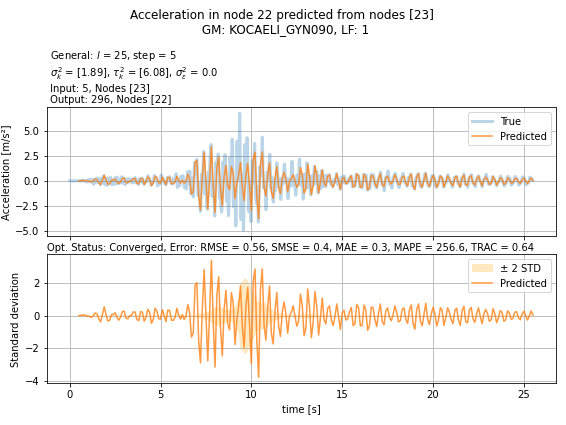 Acceleration in node 22 predicted from nodes [23]
GM: KOCAELI_GYN090, LF: 1
General: l = 25, step = 5
σ²ₖ = [1.89], τ²ₖ = [6.08], σ²ε = 0.0
Input: 5, Nodes [23]
Output: 296, Nodes [22]
Acceleration [m/s²]
5.0
2.5
0.0
−2.5
−5.0
True
Predicted
Opt. Status: Converged, Error: RMSE = 0.56, SMSE = 0.4, MAE = 0.3, MAPE = 256.6, TRAC = 0.64
Standard deviation
2
0
−2
−4
± 2 STD
Predicted
0 5 10 15 20 25
time [s]